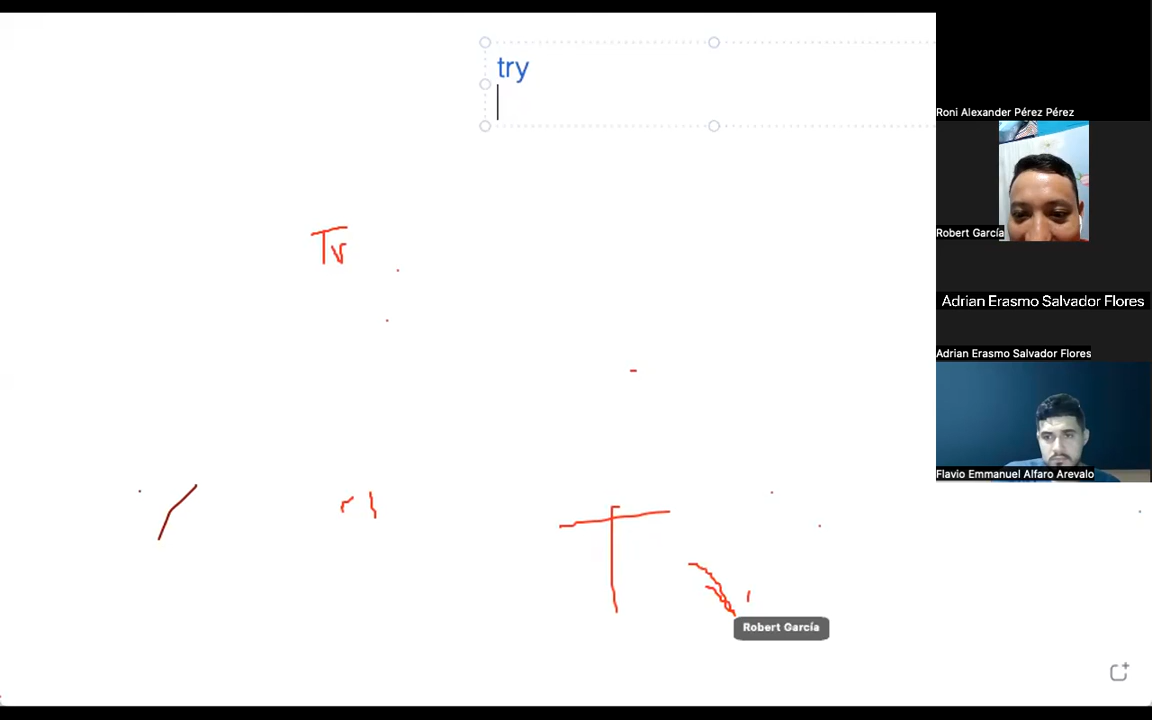 try
Roni Alexander Pérez Pérez
Robert García
Adrian Erasmo Salvador Flores
Adrian Erasmo Salvador Flores
Flavio Emmanuel Alfaro Arevalo
Tr
T
Robert García